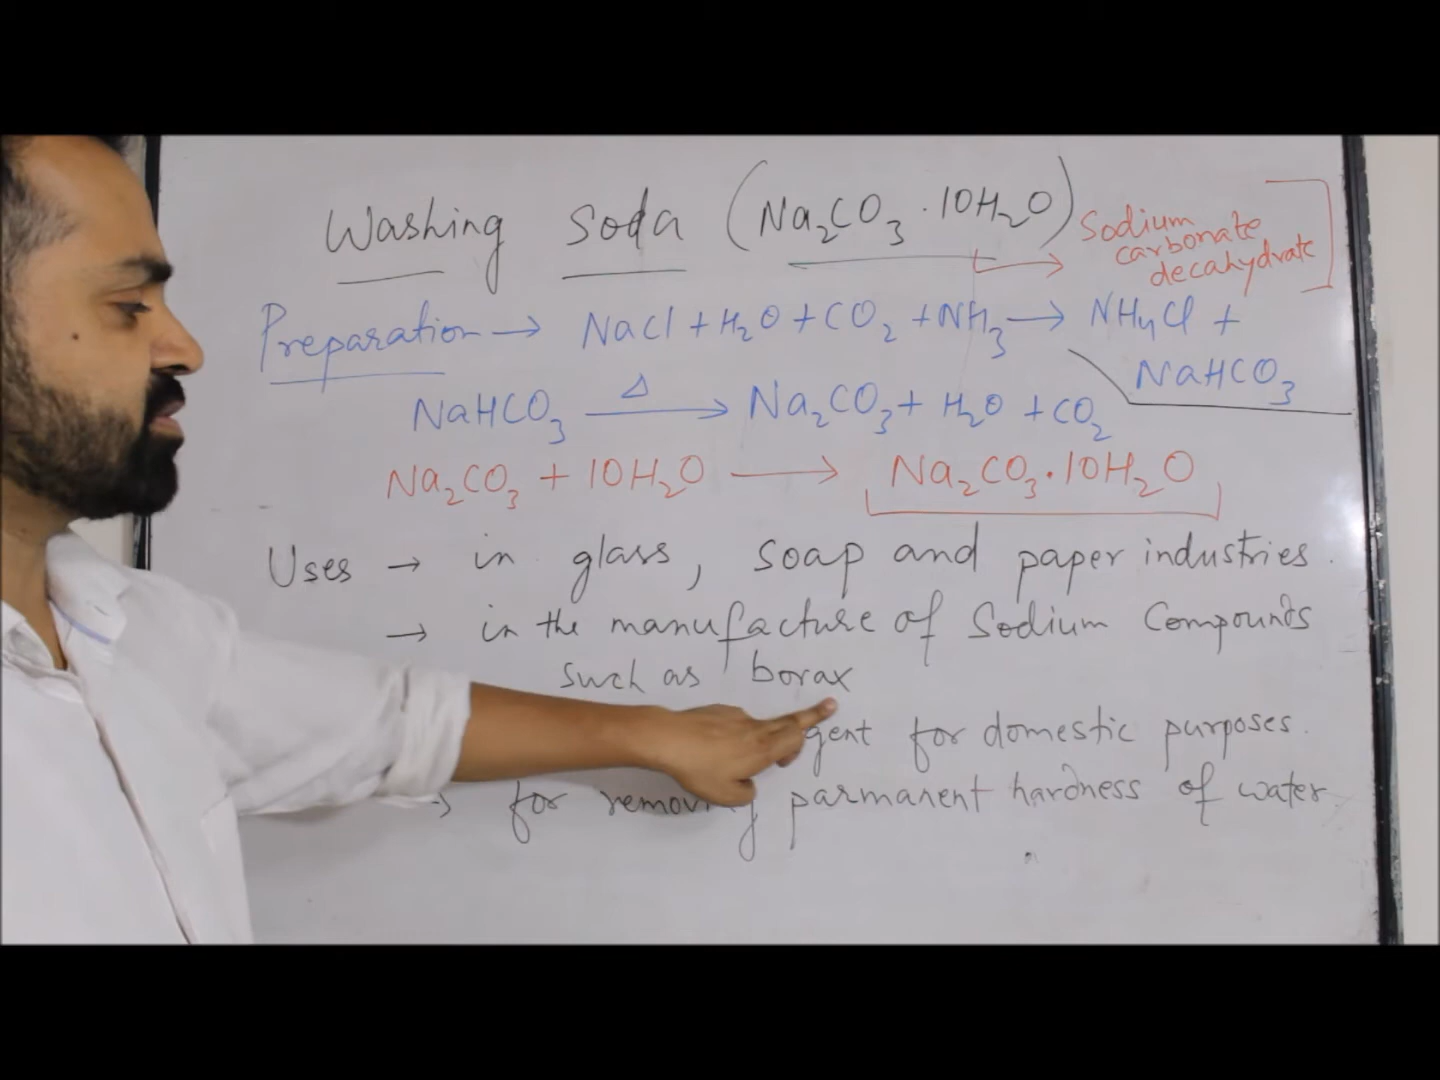 Washing Soda (Na₂CO₃·10H₂O)
Sodium
carbonate
decahydrate
Preparation → NaCl + H₂O + CO₂ + NH₃ → NH₄Cl +
NaHCO₃
NaHCO₃ —Δ→ Na₂CO₃ + H₂O + CO₂
Na₂CO₃ + 10H₂O → Na₂CO₃·10H₂O
Uses → in glass, soap and paper industries.
→ in the manufacture of Sodium Compounds
such as borax
gent for domestic purposes.
→ for removing parmanent hardness of water.